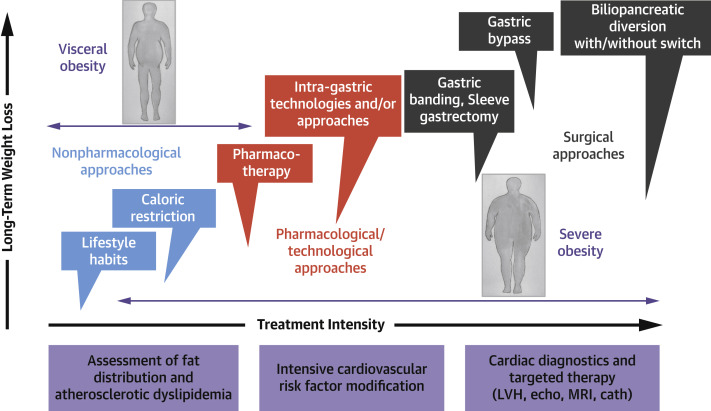 Long-Term Weight Loss
Visceral
obesity
Nonpharmacological
approaches
Lifestyle
habits
Caloric
restriction
Pharmaco-
therapy
Intra-gastric
technologies and/or
approaches
Pharmacological/
technological
approaches
Gastric
banding, Sleeve
gastrectomy
Gastric
bypass
Biliopancreatic
diversion
with/without switch
Surgical
approaches
Severe
obesity
Treatment Intensity
Assessment of fat
distribution and
atherosclerotic dyslipidemia
Intensive cardiovascular
risk factor modification
Cardiac diagnostics and
targeted therapy
(LVH, echo, MRI, cath)